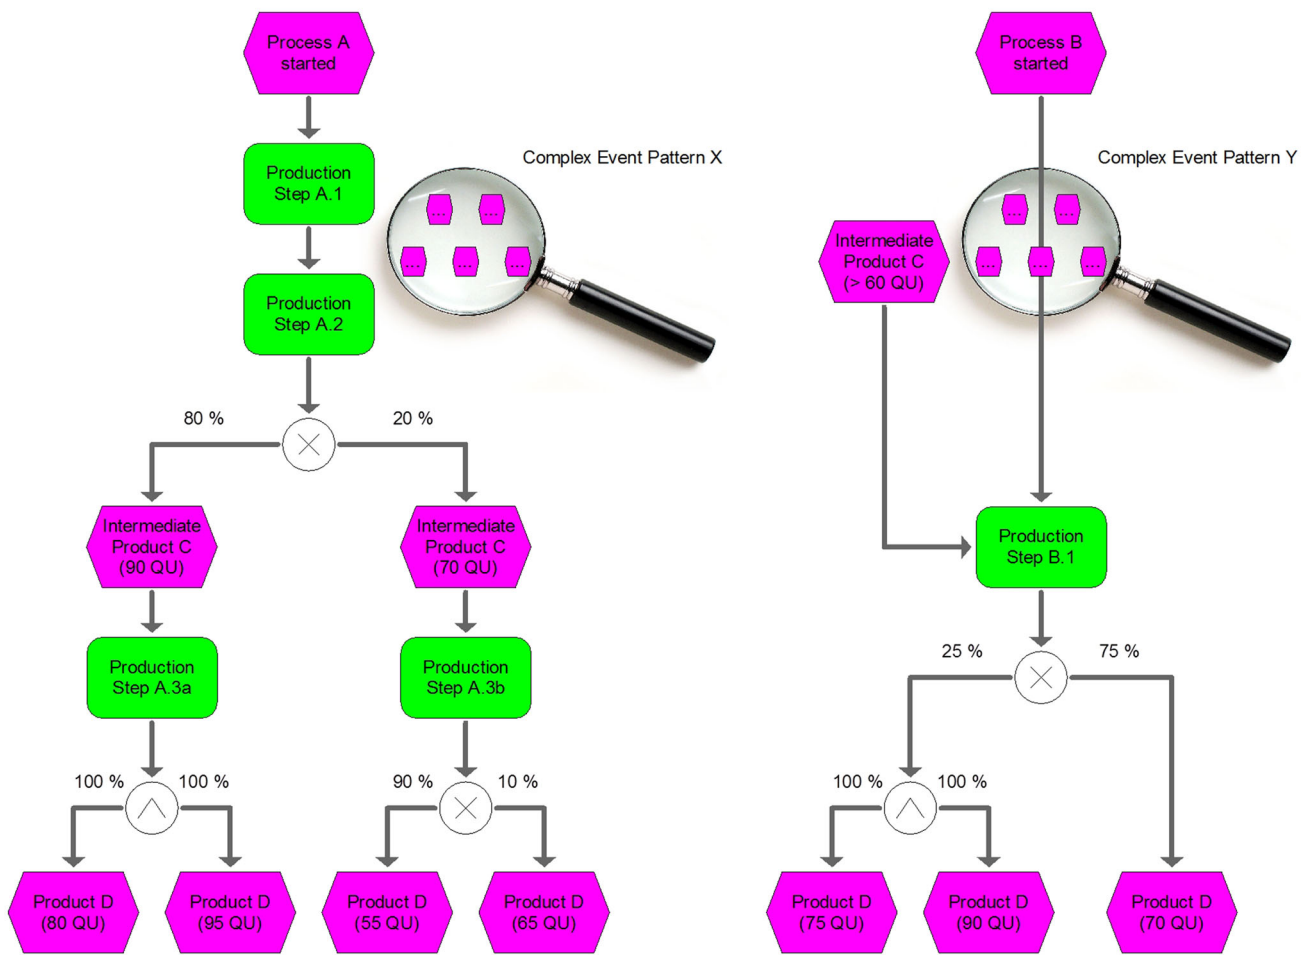 Process A
started
Production
Step A.1
Complex Event Pattern X
...
...
...
...
...
Production
Step A.2
80 %
20 %
Intermediate
Product C
(90 QU)
Intermediate
Product C
(70 QU)
Production
Step A.3a
Production
Step A.3b
100 %
100 %
90 %
10 %
Product D
(80 QU)
Product D
(95 QU)
Product D
(55 QU)
Product D
(65 QU)
Process B
started
Complex Event Pattern Y
...
...
...
...
...
Intermediate
Product C
(> 60 QU)
Production
Step B.1
25 %
75 %
100 %
100 %
Product D
(75 QU)
Product D
(90 QU)
Product D
(70 QU)